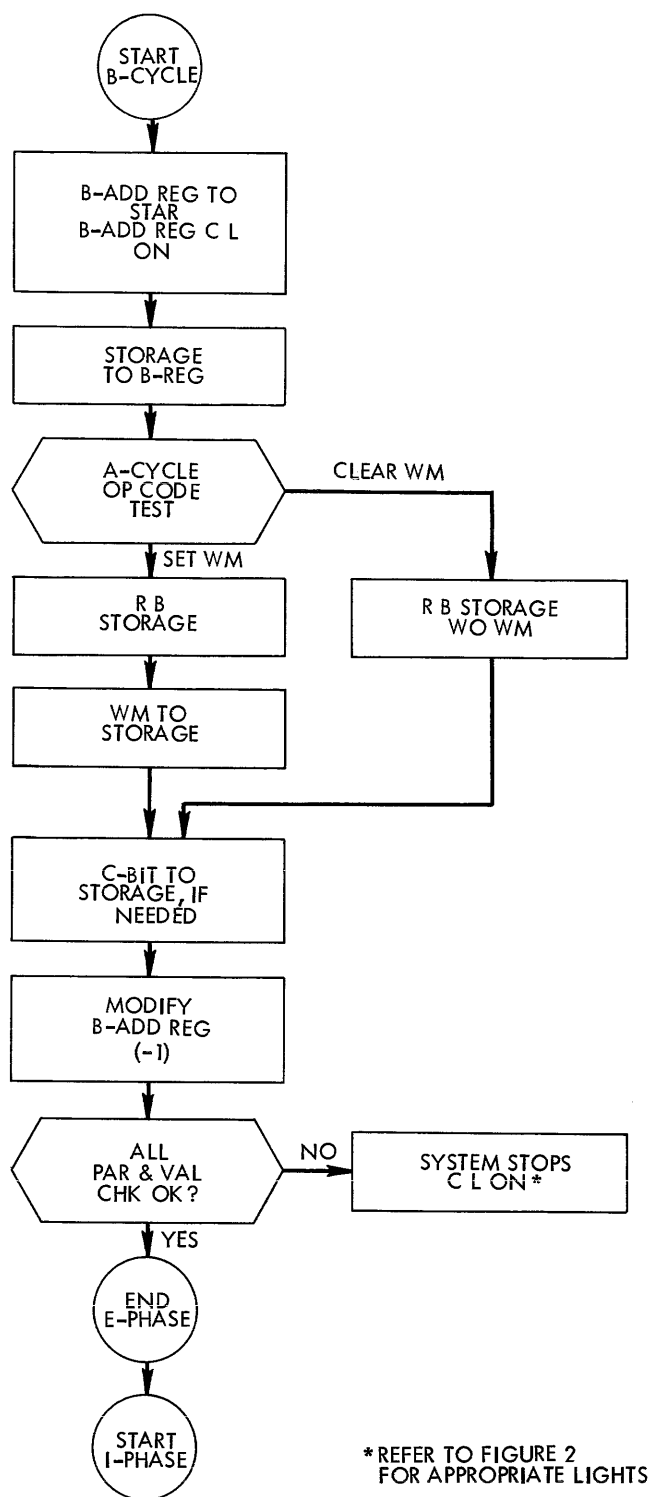 START
B-CYCLE
B-ADD REG TO
STAR
B-ADD REG C L
ON
STORAGE
TO B-REG
A-CYCLE
OP CODE
TEST
CLEAR WM
SET WM
R B
STORAGE
R B STORAGE
WO WM
WM TO
STORAGE
C-BIT TO
STORAGE, IF
NEEDED
MODIFY
B-ADD REG
(-1)
ALL
PAR & VAL
CHK OK?
NO
SYSTEM STOPS
C L ON*
YES
END
E-PHASE
START
I-PHASE
*REFER TO FIGURE 2
FOR APPROPRIATE LIGHTS